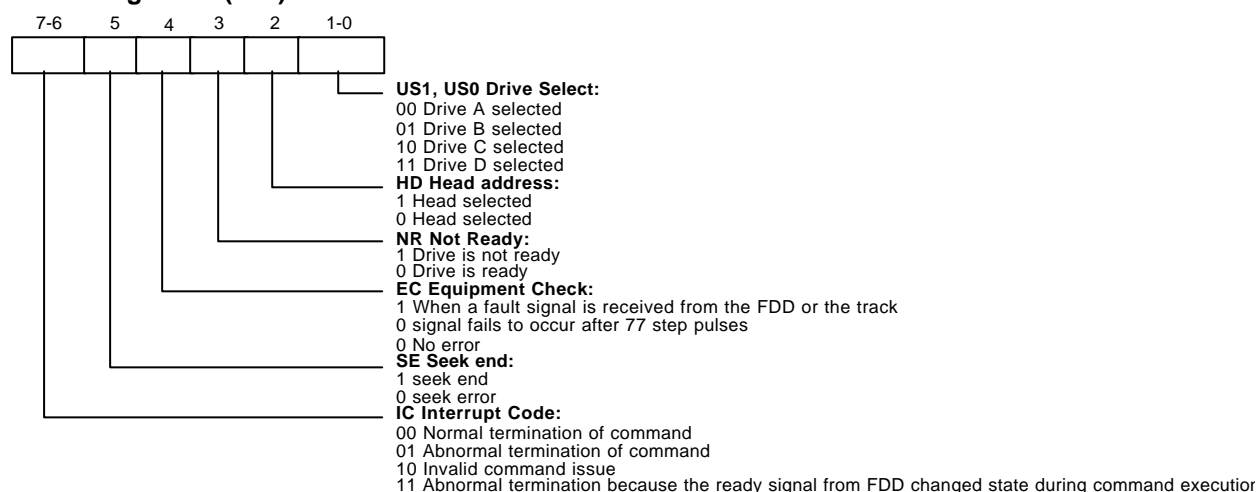 7-6 5 4 3 2 1-0
US1, US0 Drive Select:
00 Drive A selected
01 Drive B selected
10 Drive C selected
11 Drive D selected
HD Head address:
1 Head selected
0 Head selected
NR Not Ready:
1 Drive is not ready
0 Drive is ready
EC Equipment Check:
1 When a fault signal is received from the FDD or the track
0 signal fails to occur after 77 step pulses
0 No error
SE Seek end:
1 seek end
0 seek error
IC Interrupt Code:
00 Normal termination of command
01 Abnormal termination of command
10 Invalid command issue
11 Abnormal termination because the ready signal from FDD changed state during command execution